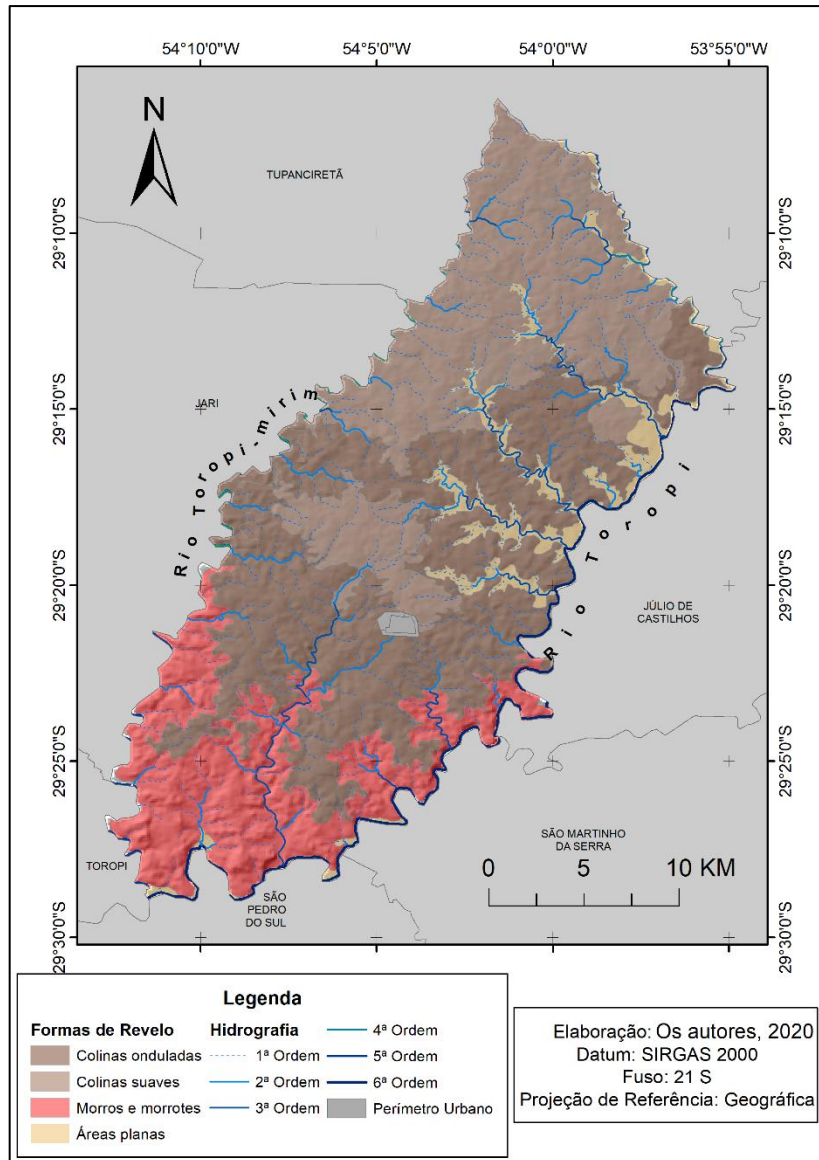 54°10'0"W 54°5'0"W 54°0'0"W 53°55'0"W
N
TUPANCIRETÃ
29°10'0"S 29°10'0"S
JARI
Rio Toropi-mirim
29°15'0"S 29°15'0"S
Rio Toropi
29°20'0"S 29°20'0"S
JÚLIO DE
CASTILHOS
29°25'0"S 29°25'0"S
SÃO MARTINHO
DA SERRA
TOROPI
0 5 10 KM
SÃO
PEDRO
DO SUL
29°30'0"S 29°30'0"S
Legenda
Formas de Revelo
Colinas onduladas
Colinas suaves
Morros e morrotes
Áreas planas
Hidrografia
1ª Ordem
2ª Ordem
3ª Ordem
4ª Ordem
5ª Ordem
6ª Ordem
Perímetro Urbano
Elaboração: Os autores, 2020
Datum: SIRGAS 2000
Fuso: 21 S
Projeção de Referência: Geográfica